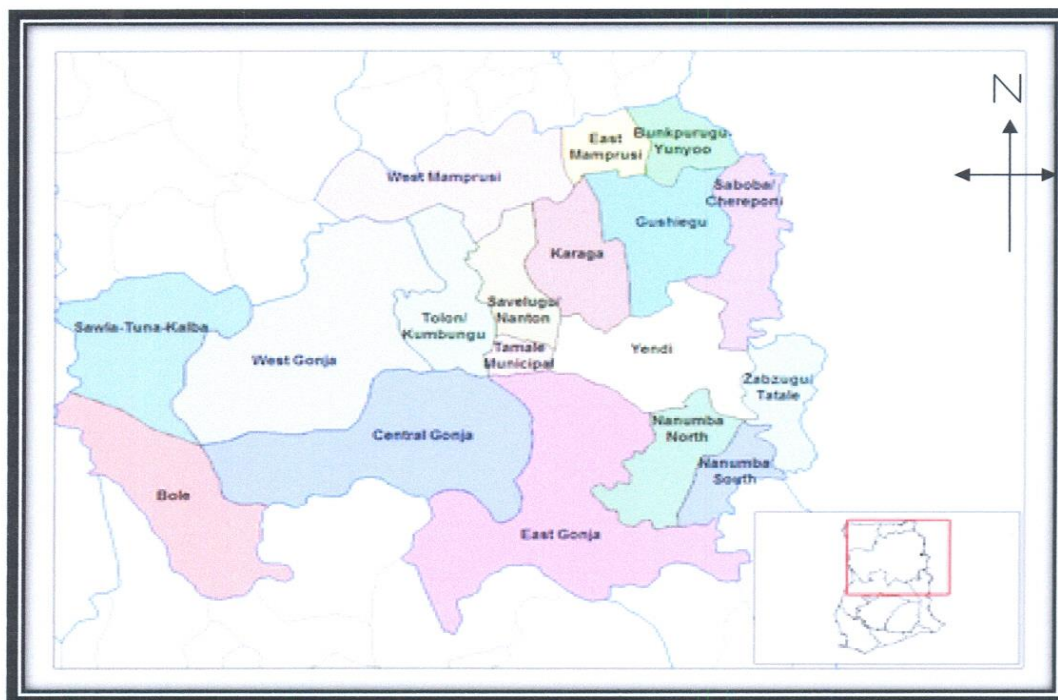 N
East
Mamprusi
Bunkpurugu-
Yunyoo
West Mamprusi
Saboba/
Chereponi
Gushiegu
Karaga
Savelugu/
Nanton
Tolon/
Kumbungu
Sawla-Tuna-Kalba
West Gonja
Tamale
Municipal
Yendi
Zabzugu/
Tatale
Nanumba
North
Central Gonja
Nanumba
South
Bole
East Gonja